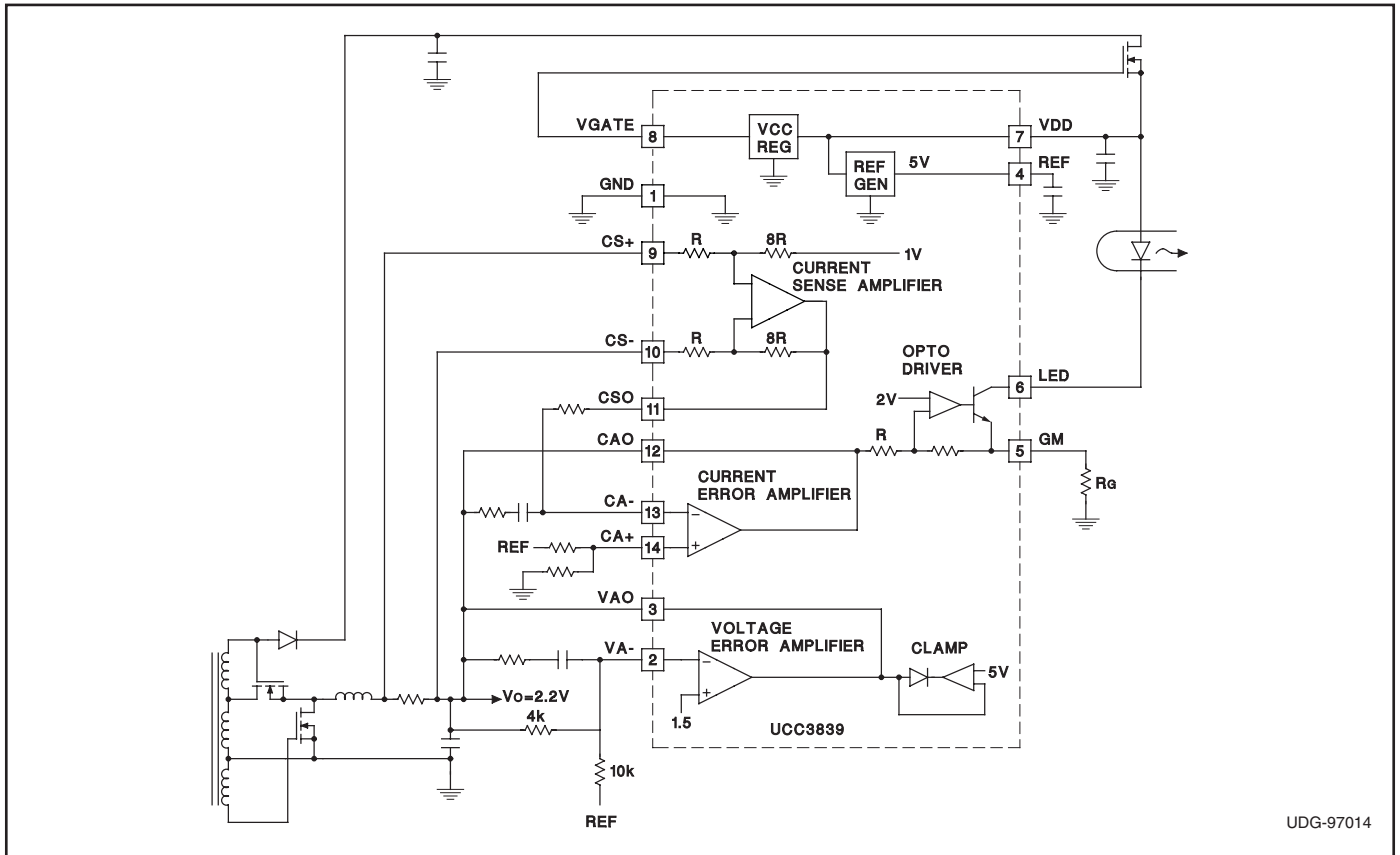 VGATE
8
VCC
REG
7
VDD
REF
GEN
5V
4
REF
GND
1
CS+
9
R
8R
1V
CURRENT
SENSE AMPLIFIER
CS-
10
R
8R
OPTO
DRIVER
2V
6
LED
CSO
11
CAO
12
R
5
GM
RG
CURRENT
ERROR AMPLIFIER
CA-
13
−
REF
CA+
14
+
VAO
3
VOLTAGE
ERROR AMPLIFIER
CLAMP
VA-
2
−
5V
+
1.5
Vo=2.2V
4k
UCC3839
10k
REF
UDG-97014